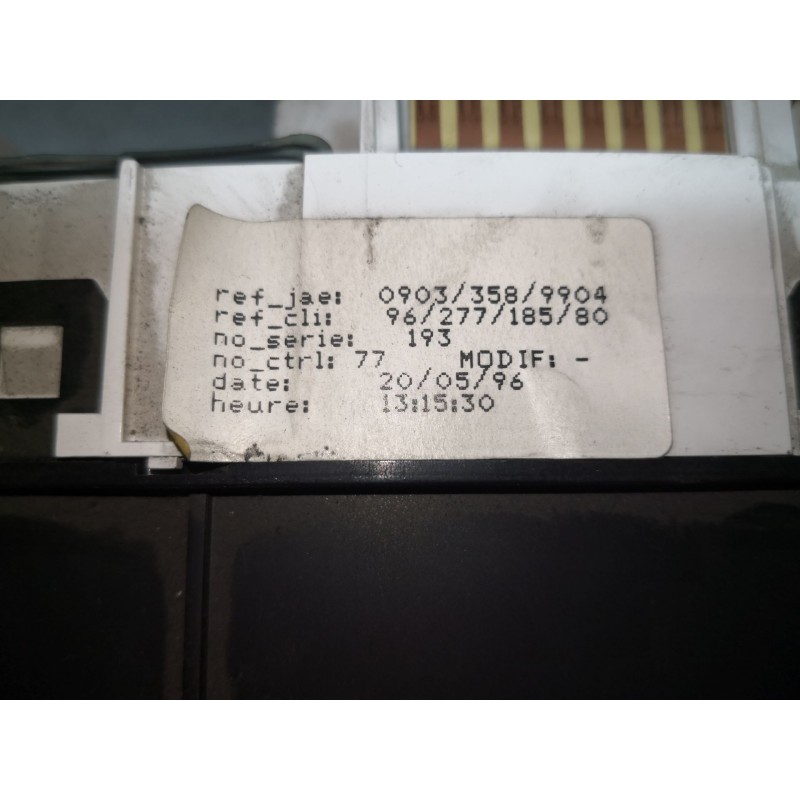 ref_jae: 0903/358/9904
ref_cli: 96/277/185/80
no_serie: 193
no_ctrl: 77 MODIF: -
date: 20/05/96
heure: 13:15:30